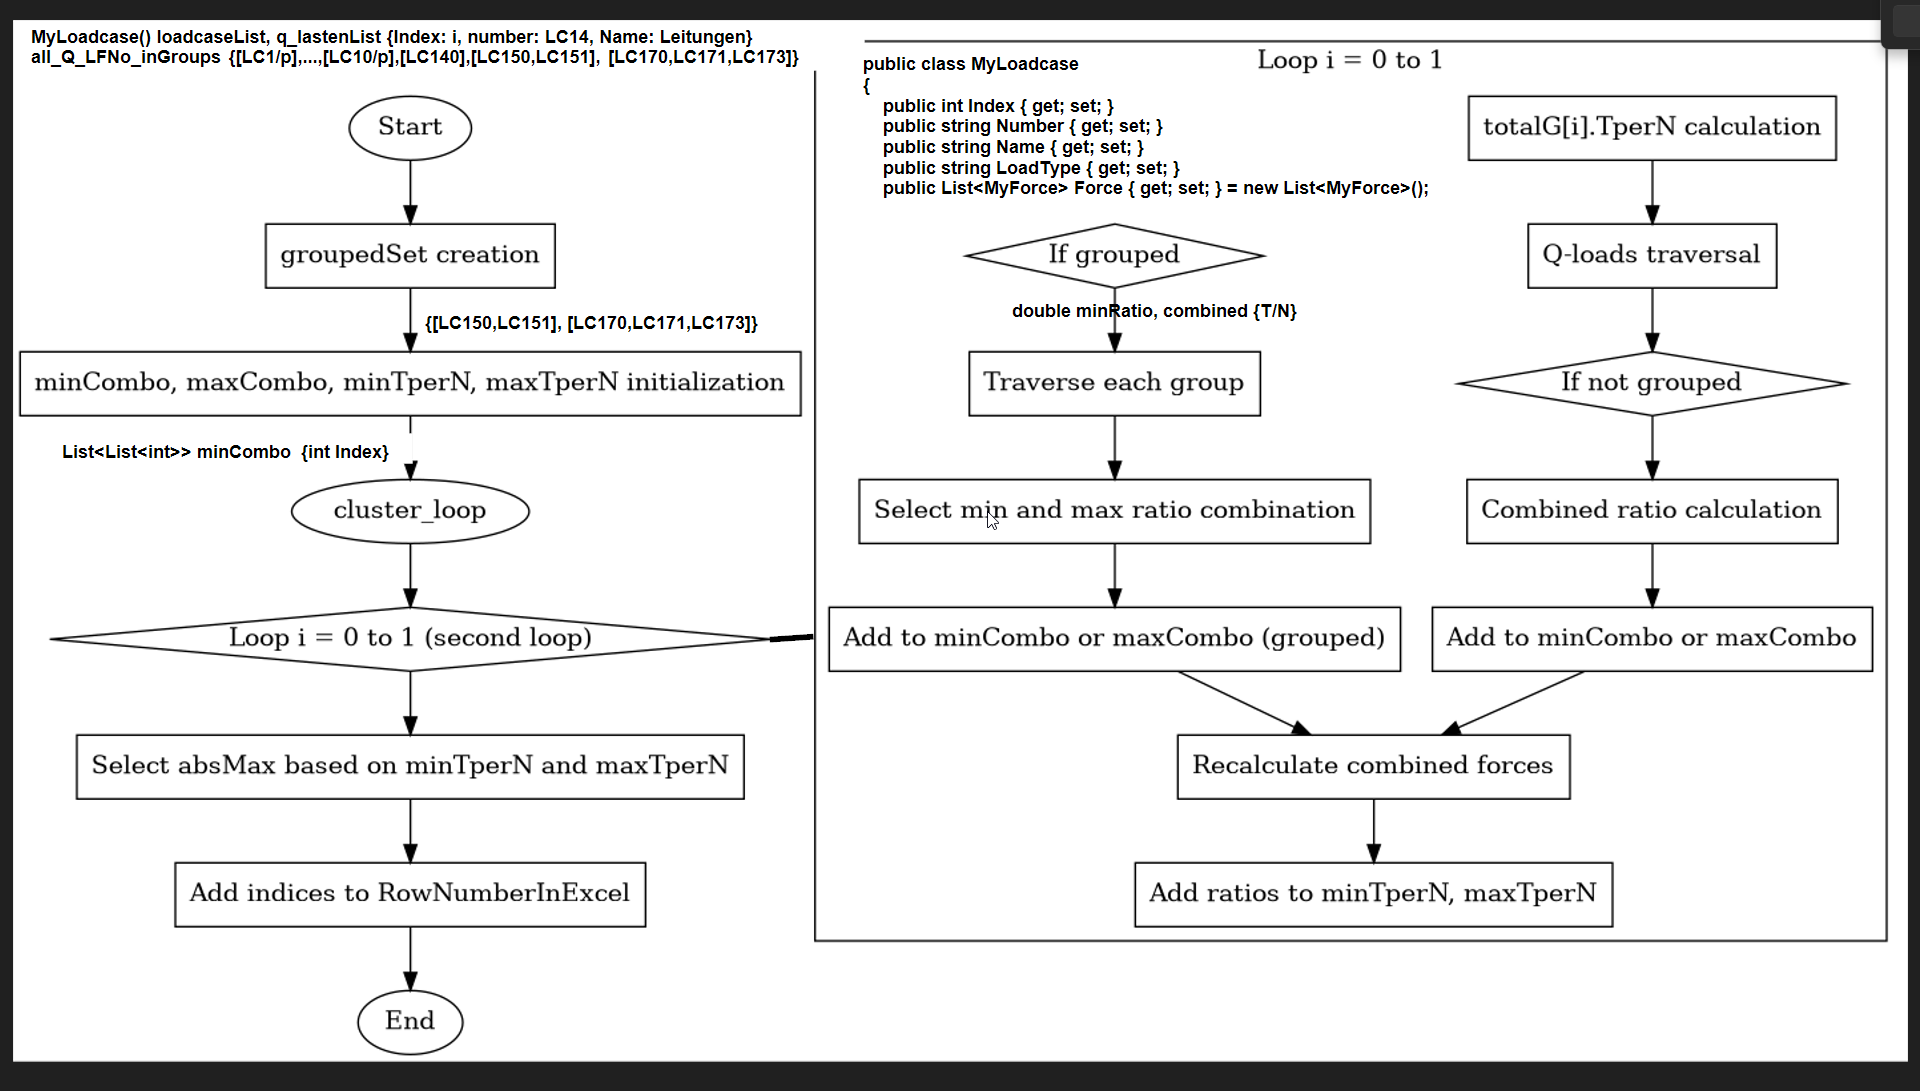 MyLoadcase() loadcaseList, q_lastenList {Index: i, number: LC14, Name: Leitungen}
all_Q_LFNo_inGroups {[LC1/p],...,[LC10/p],[LC140],[LC150,LC151], [LC170,LC171,LC173]}
Start
groupedSet creation
{[LC150,LC151], [LC170,LC171,LC173]}
minCombo, maxCombo, minTperN, maxTperN initialization
List<List<int>> minCombo {int Index}
cluster_loop
Loop i = 0 to 1 (second loop)
Select absMax based on minTperN and maxTperN
Add indices to RowNumberInExcel
End
Loop i = 0 to 1
public class MyLoadcase
{
public int Index { get; set; }
public string Number { get; set; }
public string Name { get; set; }
public string LoadType { get; set; }
public List<MyForce> Force { get; set; } = new List<MyForce>();
If grouped
double minRatio, combined {T/N}
Traverse each group
Select min and max ratio combination
Add to minCombo or maxCombo (grouped)
totalG[i].TperN calculation
Q-loads traversal
If not grouped
Combined ratio calculation
Add to minCombo or maxCombo
Recalculate combined forces
Add ratios to minTperN, maxTperN